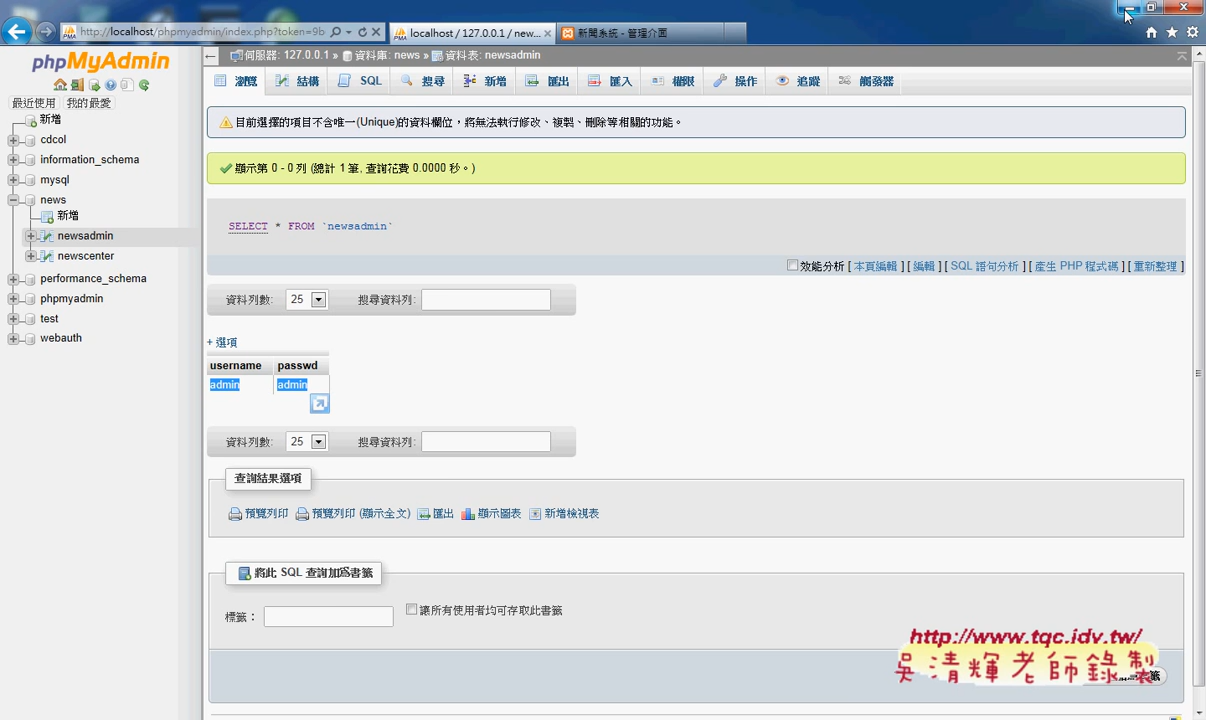 http://localhost/phpmyadmin/index.php?token=9b
localhost / 127.0.0.1 / new...
新聞系統 - 管理介面
phpMyAdmin
最近使用 我的最愛
新增
cdcol
information_schema
mysql
news
新增
newsadmin
newscenter
performance_schema
phpmyadmin
test
webauth
伺服器: 127.0.0.1 » 資料庫: news » 資料表: newsadmin
瀏覽 結構 SQL 搜尋 新增 匯出 匯入 權限 操作 追蹤 觸發器
目前選擇的項目不含唯一(Unique)的資料欄位，將無法執行修改、複製、刪除等相關的功能。
顯示第 0 - 0 列 (總計 1 筆, 查詢花費 0.0000 秒。)
SELECT * FROM `newsadmin`
效能分析 [ 本頁編輯 ] [ 編輯 ] [ SQL 語句分析 ] [ 產生 PHP 程式碼 ] [ 重新整理 ]
資料列數: 25 搜尋資料列:
+ 選項
username passwd
admin admin
資料列數: 25 搜尋資料列:
查詢結果選項
預覽列印 預覽列印 (顯示全文) 匯出 顯示圖表 新增檢視表
將此 SQL 查詢加為書籤
標籤： 讓所有使用者均可存取此書籤
http://www.tqc.idv.tw/
吳清輝老師錄製
籤